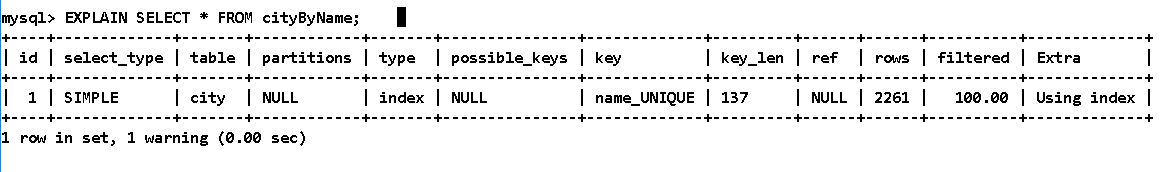 mysql> EXPLAIN SELECT * FROM cityByName;
+----+-------------+-------+------------+-------+---------------+-------------+---------+------+------+----------+-------------+
| id | select_type | table | partitions | type  | possible_keys | key         | key_len | ref  | rows | filtered | Extra       |
+----+-------------+-------+------------+-------+---------------+-------------+---------+------+------+----------+-------------+
|  1 | SIMPLE      | city  | NULL       | index | NULL          | name_UNIQUE | 137     | NULL | 2261 |   100.00 | Using index |
+----+-------------+-------+------------+-------+---------------+-------------+---------+------+------+----------+-------------+
1 row in set, 1 warning (0.00 sec)